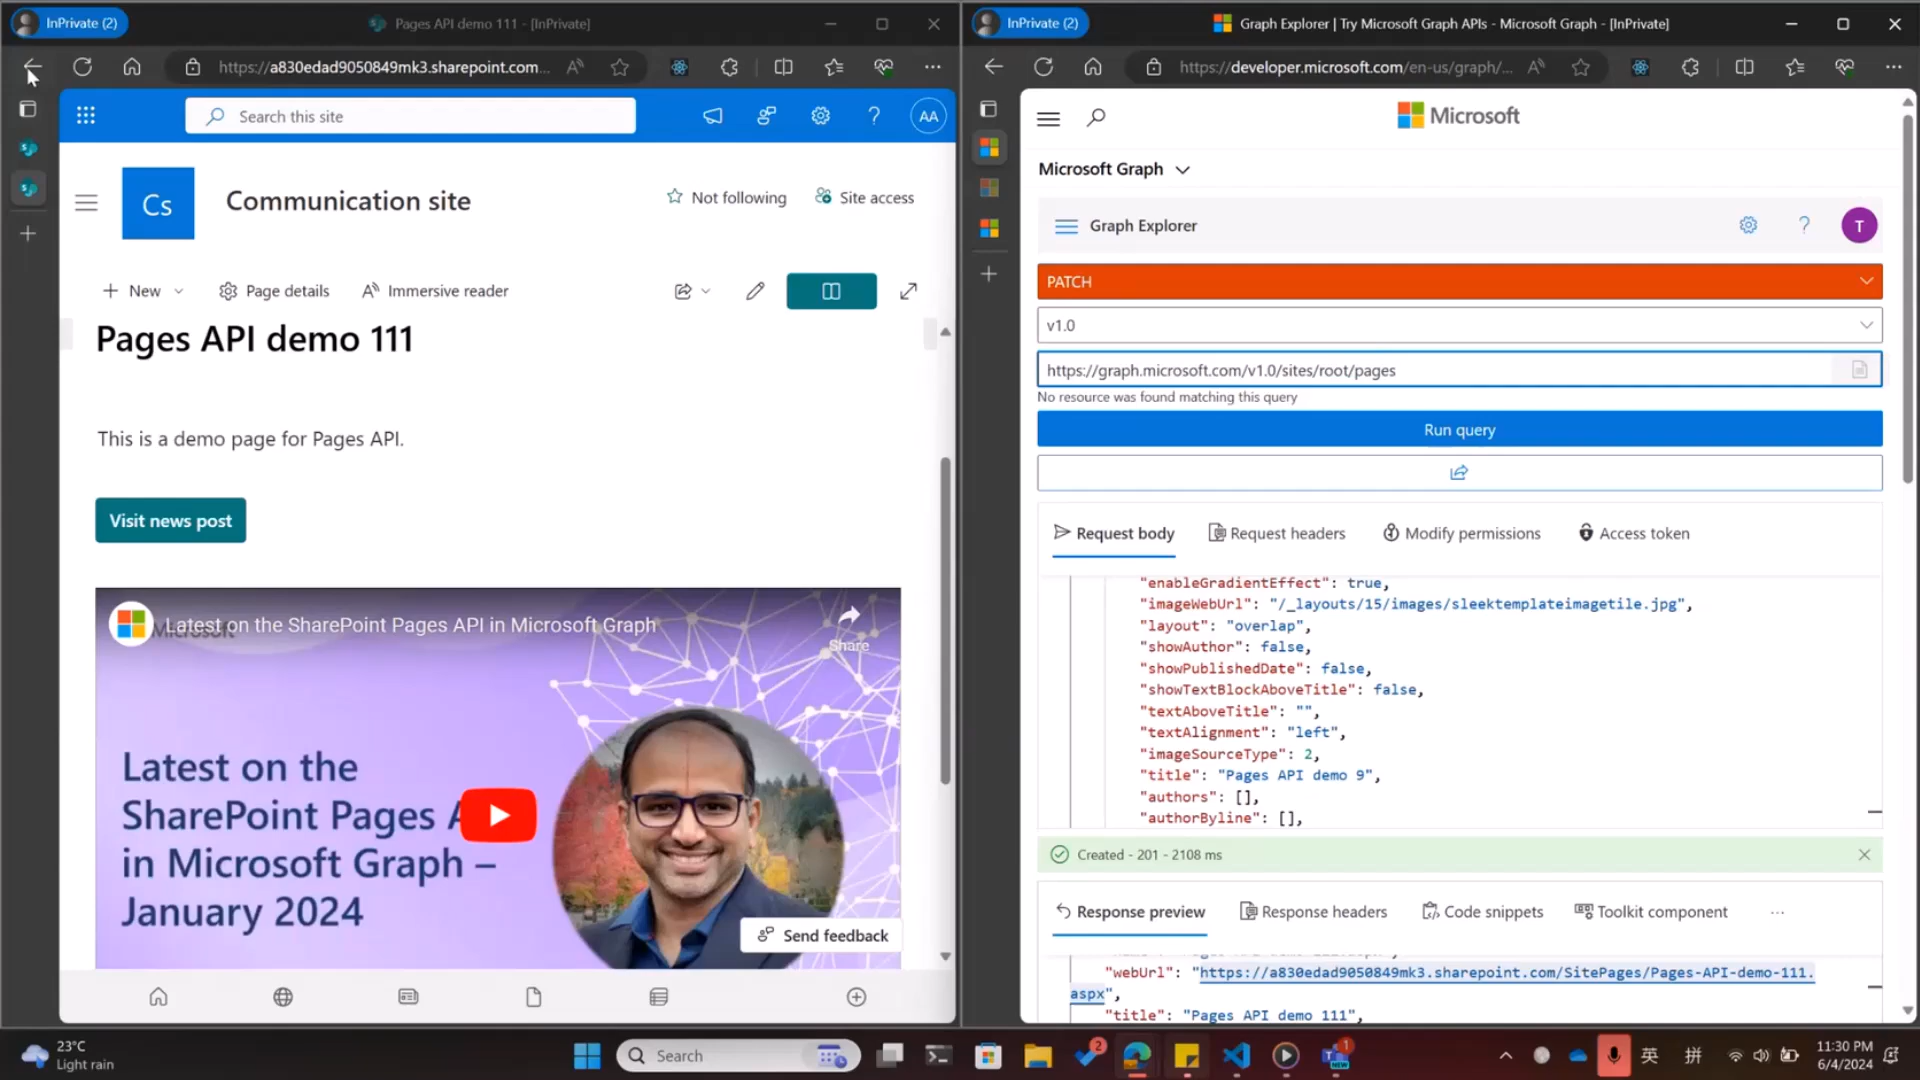 InPrivate (2)
Pages API demo 111 - [InPrivate]
https://a830edad9050849mk3.sharepoint.com...
Search this site
AA
Cs
Communication site
Not following
Site access
New
Page details
Immersive reader
Pages API demo 111
This is a demo page for Pages API.
Visit news post
Latest on the SharePoint Pages API in Microsoft Graph
Microsoft
Share
Latest on the
SharePoint Pages A
in Microsoft Graph –
January 2024
Send feedback
InPrivate (2)
Graph Explorer | Try Microsoft Graph APIs - Microsoft Graph - [InPrivate]
https://developer.microsoft.com/en-us/graph/...
Microsoft
Microsoft Graph
Graph Explorer
T
PATCH
v1.0
https://graph.microsoft.com/v1.0/sites/root/pages
No resource was found matching this query
Run query
Request body
Request headers
Modify permissions
Access token
"enableGradientEffect": true,
"imageWebUrl": "/_layouts/15/images/sleektemplateimagetile.jpg",
"layout": "overlap",
"showAuthor": false,
"showPublishedDate": false,
"showTextBlockAboveTitle": false,
"textAboveTitle": "",
"textAlignment": "left",
"imageSourceType": 2,
"title": "Pages API demo 9",
"authors": [],
"authorByline": [],
Created - 201 - 2108 ms
Response preview
Response headers
Code snippets
Toolkit component
"webUrl": "https://a830edad9050849mk3.sharepoint.com/SitePages/Pages-API-demo-111.
aspx",
"title": "Pages API demo 111",
23°C
Light rain
Search
2
NEW
1
英
拼
11:30 PM
6/4/2024